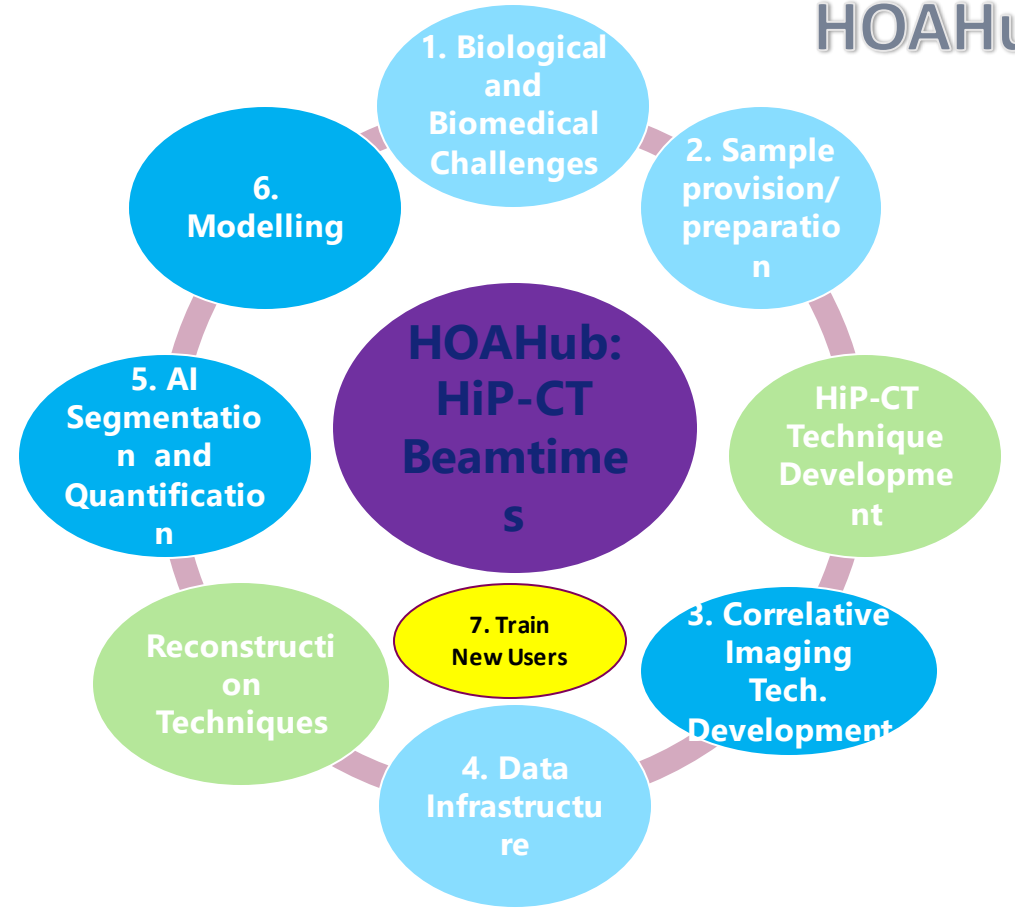 HOAHu
1. Biological
and
Biomedical
Challenges
2. Sample
provision/
preparatio
n
HiP-CT
Technique
Developme
nt
3. Correlative
Imaging
Tech.
Development
4. Data
Infrastructu
re
Reconstructi
on
Techniques
5. AI
Segmentatio
n and
Quantificatio
n
6.
Modelling
HOAHub:
HiP-CT
Beamtime
s
7. Train
New Users